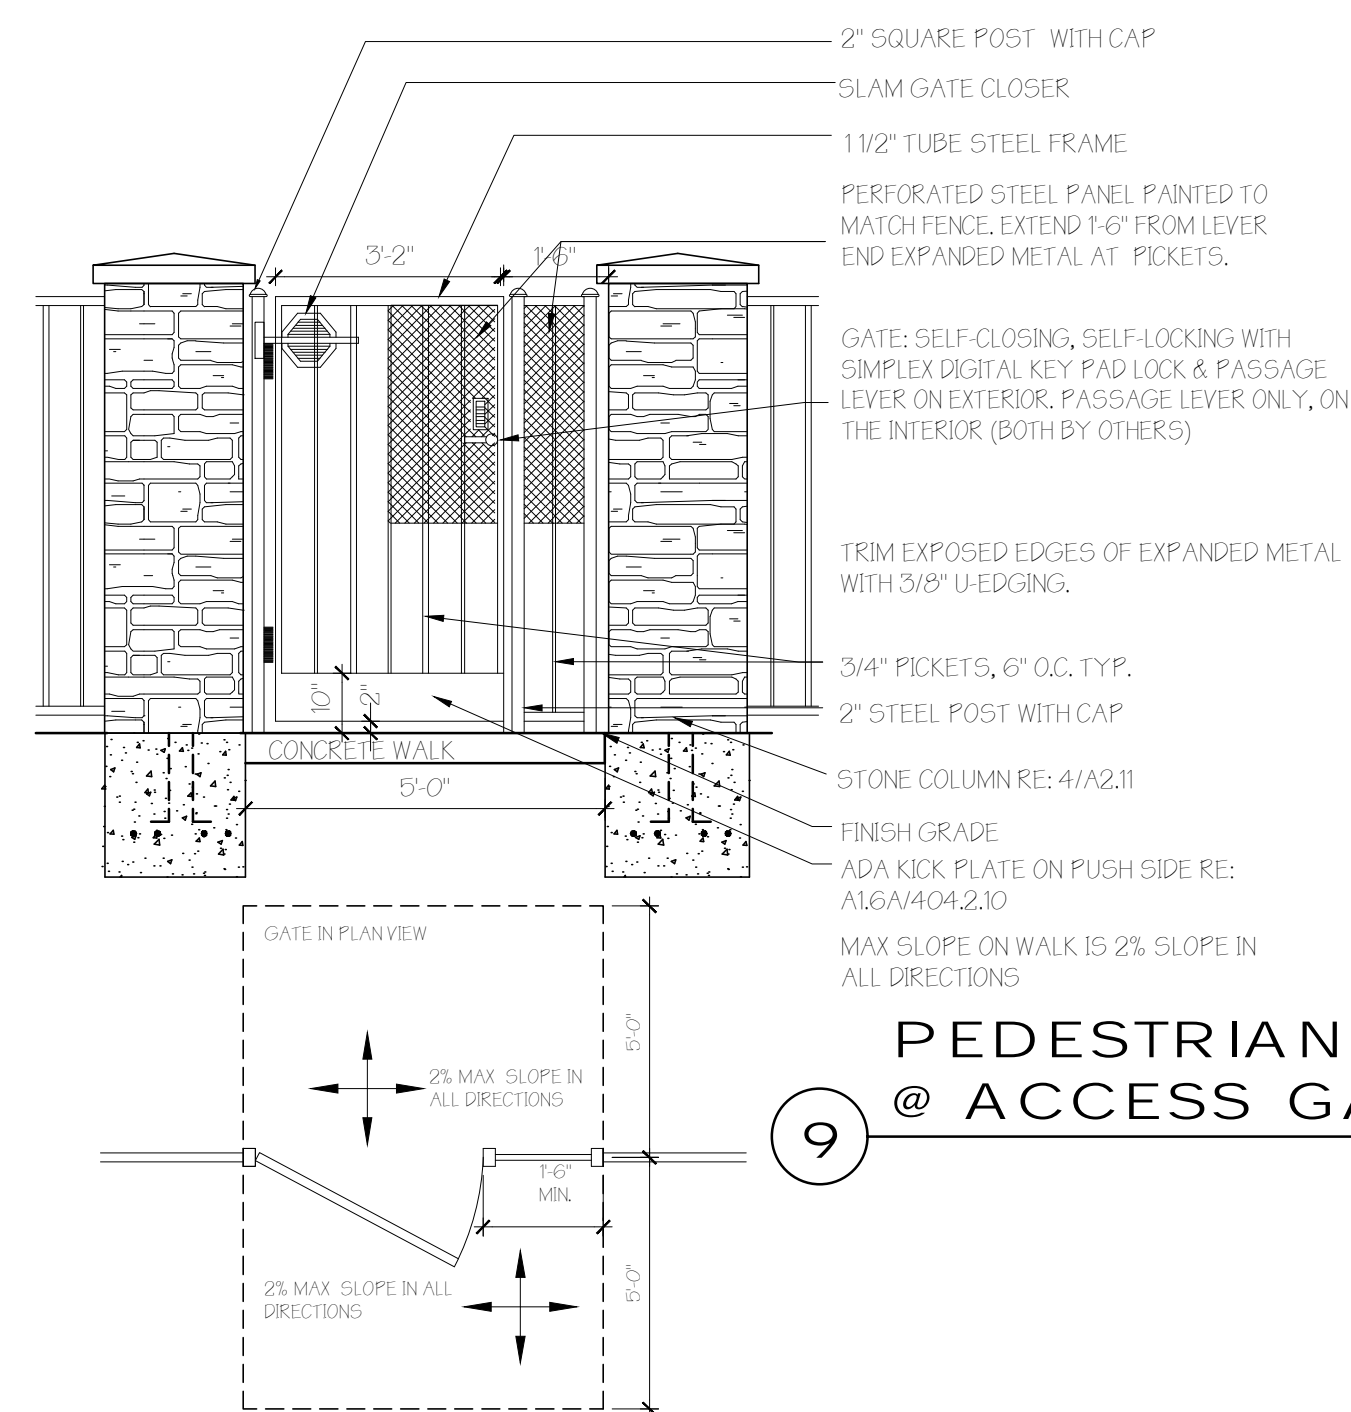 2" SQUARE POST WITH CAP
SLAM GATE CLOSER
1 1/2" TUBE STEEL FRAME
PERFORATED STEEL PANEL PAINTED TO
MATCH FENCE. EXTEND 1'-6" FROM LEVER
END EXPANDED METAL AT PICKETS.
3'-2"
1'-6"
GATE: SELF-CLOSING, SELF-LOCKING WITH
SIMPLEX DIGITAL KEY PAD LOCK & PASSAGE
LEVER ON EXTERIOR. PASSAGE LEVER ONLY, ON
THE INTERIOR (BOTH BY OTHERS)
TRIM EXPOSED EDGES OF EXPANDED METAL
WITH 3/8" U-EDGING.
3/4" PICKETS, 6" O.C. TYP.
10"
2"
2" STEEL POST WITH CAP
CONCRETE WALK
5'-0"
STONE COLUMN RE: 4/A2.11
FINISH GRADE
ADA KICK PLATE ON PUSH SIDE RE:
A1.6A/404.2.10
MAX SLOPE ON WALK IS 2% SLOPE IN
ALL DIRECTIONS
GATE IN PLAN VIEW
5'-0"
2% MAX SLOPE IN
ALL DIRECTIONS
1'-6"
MIN.
5'-0"
2% MAX SLOPE IN ALL
DIRECTIONS
9
PEDESTRIAN
@ ACCESS GA